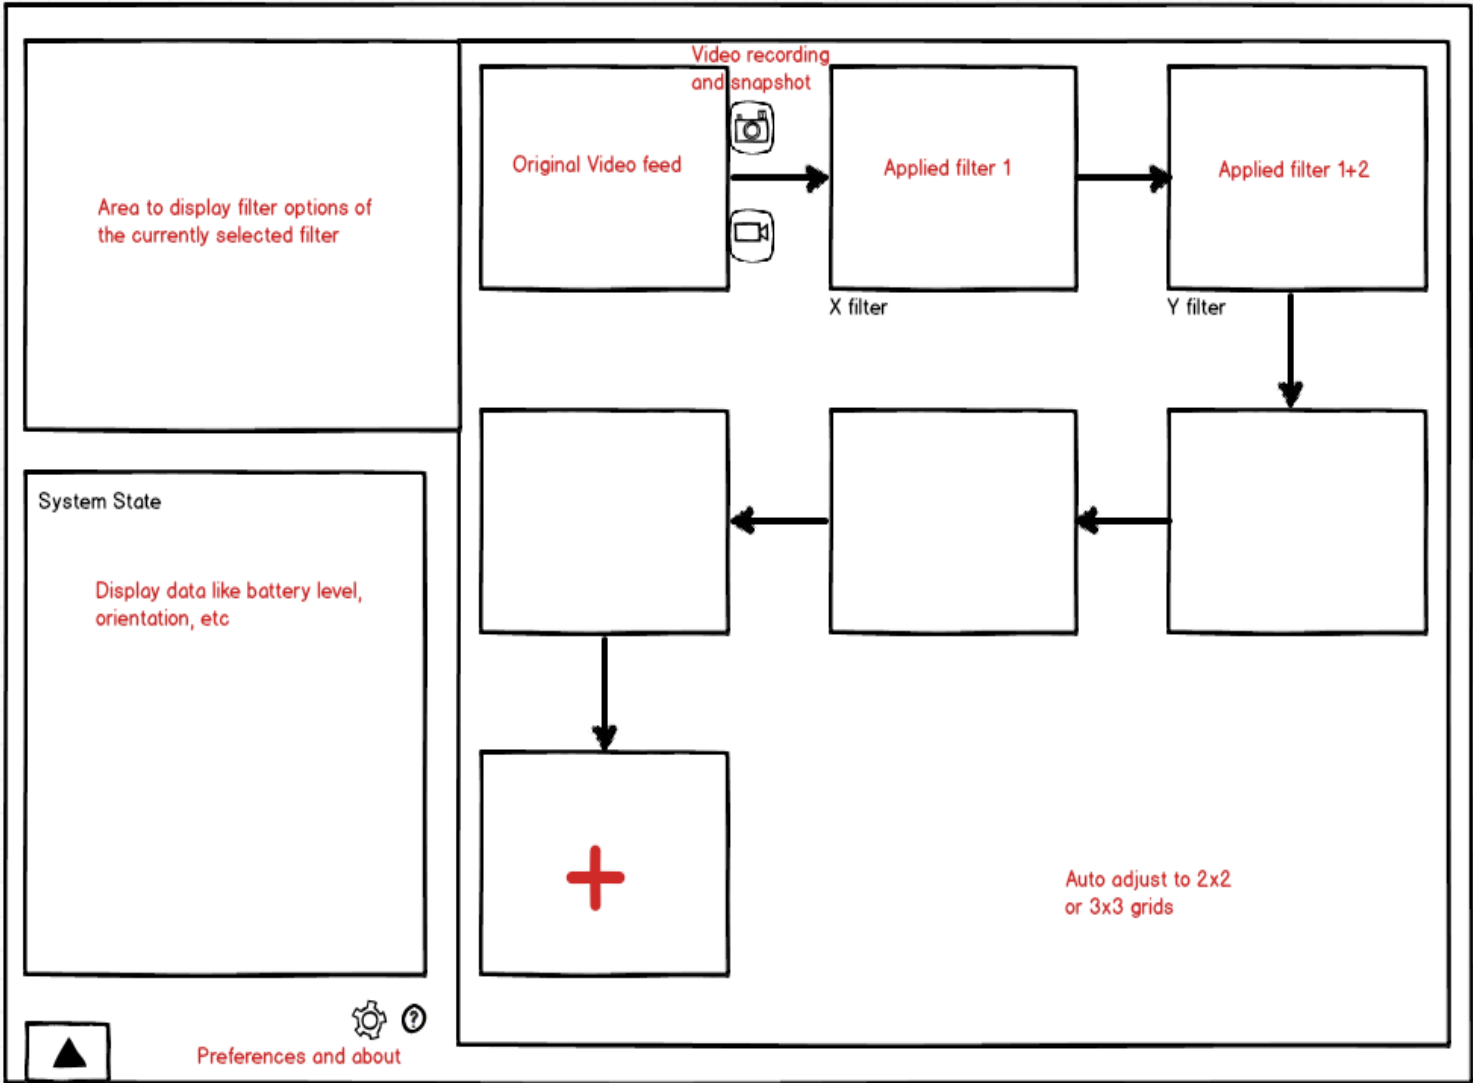 Video recording
and snapshot
Original Video feed
Applied filter 1
Applied filter 1+2
Area to display filter options of
the currently selected filter
X filter
Y filter
System State
Display data like battery level,
orientation, etc
Auto adjust to 2x2
or 3x3 grids
?
Preferences and about